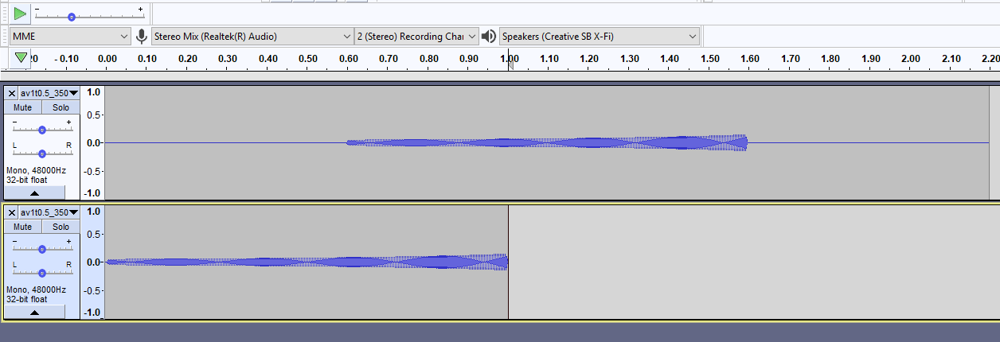 - +
MME Stereo Mix (Realtek(R) Audio) 2 (Stereo) Recording Chai Speakers (Creative SB X-Fi)
20 -0.10 0.00 0.10 0.20 0.30 0.40 0.50 0.60 0.70 0.80 0.90 1.00 1.10 1.20 1.30 1.40 1.50 1.60 1.70 1.80 1.90 2.00 2.10 2.20
× av1t0.5_350 1.0
Mute Solo
0.5-
- +
0.0-
L R
Mono, 48000Hz
-0.5-
32-bit float
-1.0
× av1t0.5_350 1.0
Mute Solo
0.5-
- +
0.0-
L R
Mono, 48000Hz
-0.5-
32-bit float
-1.0